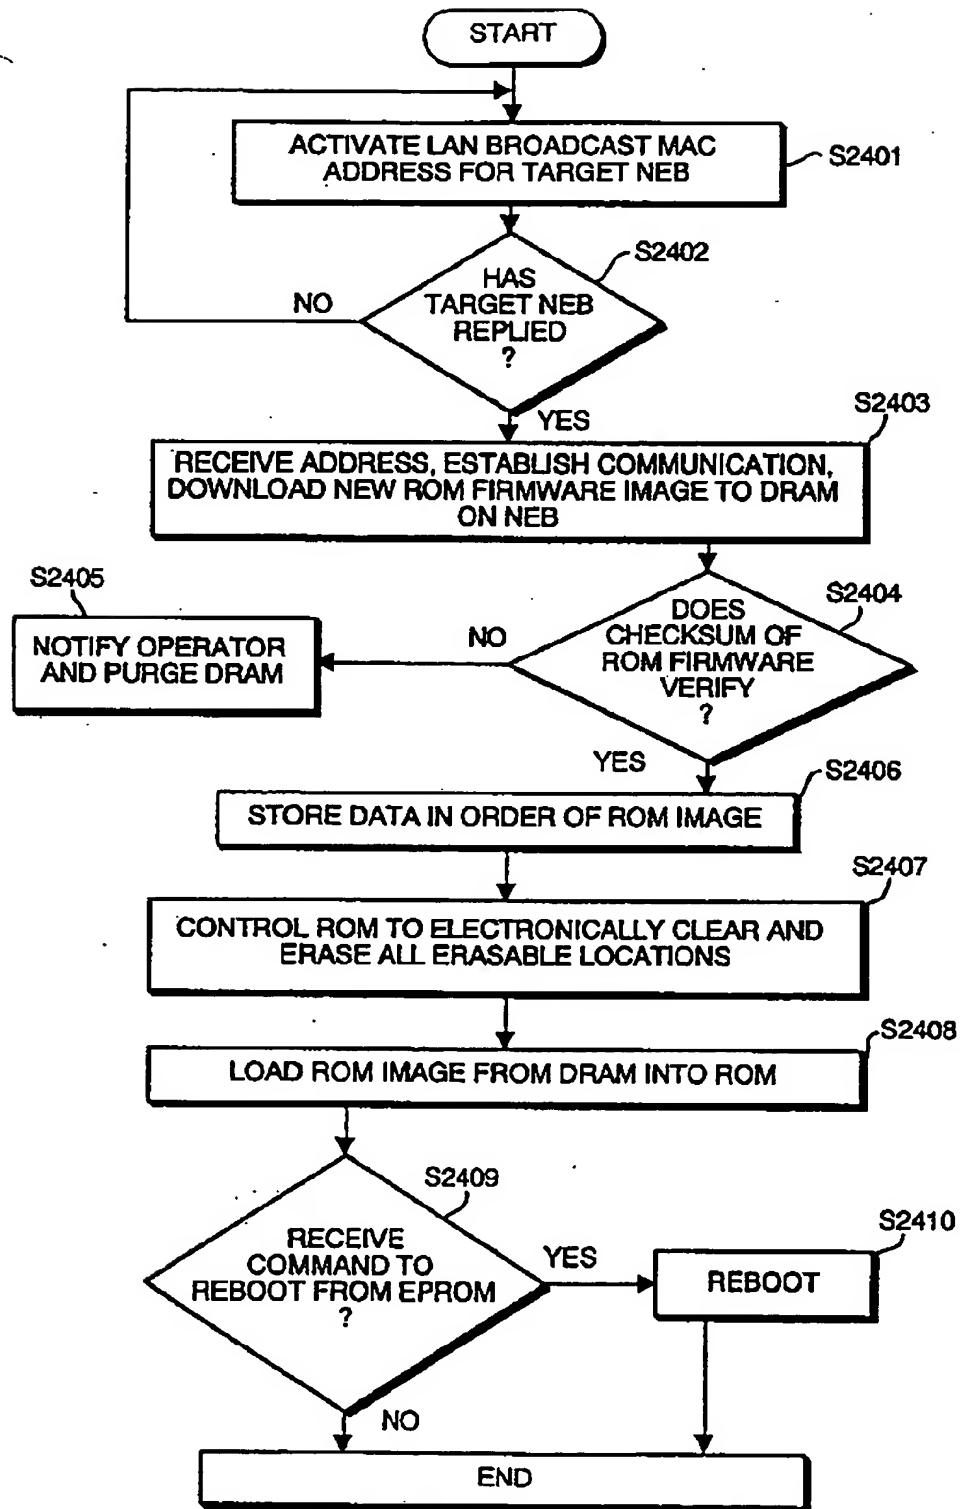 START
ACTIVATE LAN BROADCAST MAC
ADDRESS FOR TARGET NEB
S2401
S2402
HAS
TARGET NEB
REPLIED
?
NO
YES
S2403
RECEIVE ADDRESS, ESTABLISH COMMUNICATION,
DOWNLOAD NEW ROM FIRMWARE IMAGE TO DRAM
ON NEB
S2405
S2404
NOTIFY OPERATOR
AND PURGE DRAM
NO
DOES
CHECKSUM OF
ROM FIRMWARE
VERIFY
?
YES
S2406
STORE DATA IN ORDER OF ROM IMAGE
S2407
CONTROL ROM TO ELECTRONICALLY CLEAR AND
ERASE ALL ERASABLE LOCATIONS
S2408
LOAD ROM IMAGE FROM DRAM INTO ROM
S2409
RECEIVE
COMMAND TO
REBOOT FROM EPROM
?
YES
S2410
REBOOT
NO
END